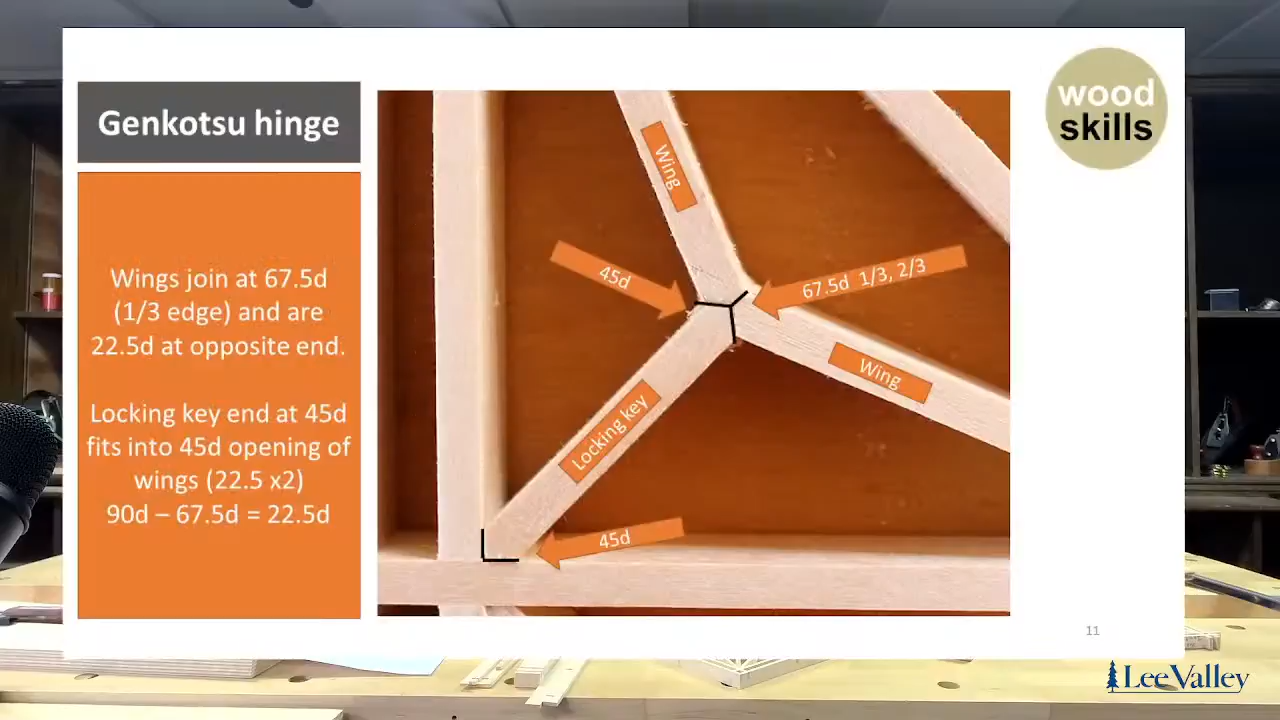 Genkotsu hinge
wood
skills
Wings join at 67.5d
(1/3 edge) and are
22.5d at opposite end.
Locking key end at 45d
fits into 45d opening of
wings (22.5 x2)
90d – 67.5d = 22.5d
Wing
45d
67.5d 1/3, 2/3
Wing
Locking key
45d
11
Lee Valley